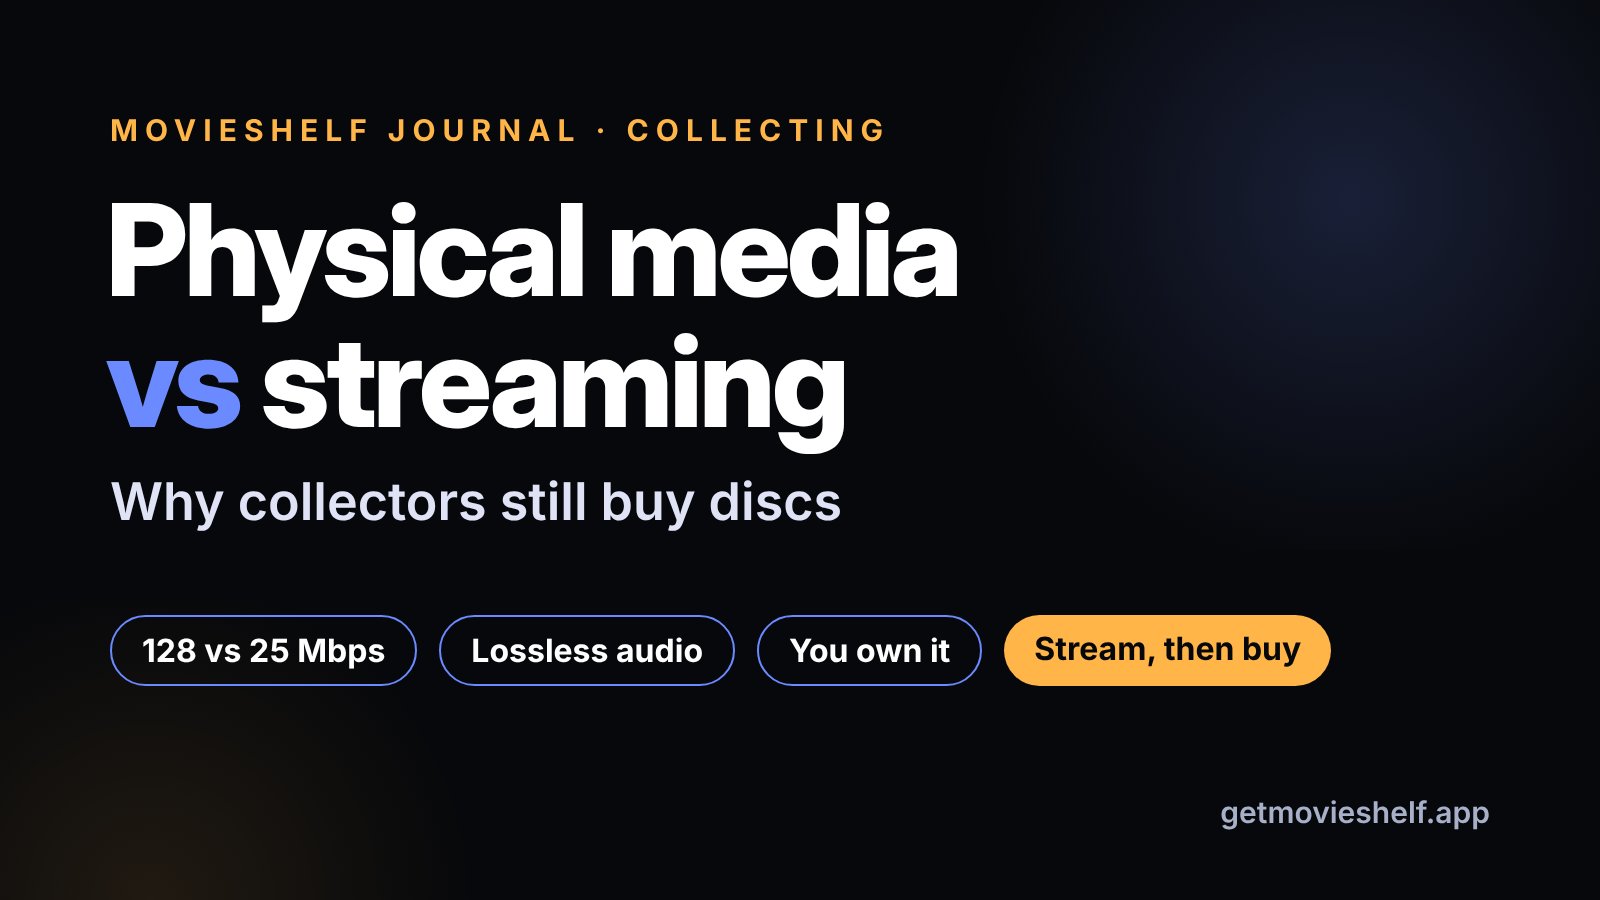 MOVIESHELF JOURNAL · COLLECTING
Physical media
vs streaming
Why collectors still buy discs
128 vs 25 Mbps
Lossless audio
You own it
Stream, then buy
getmovieshelf.app